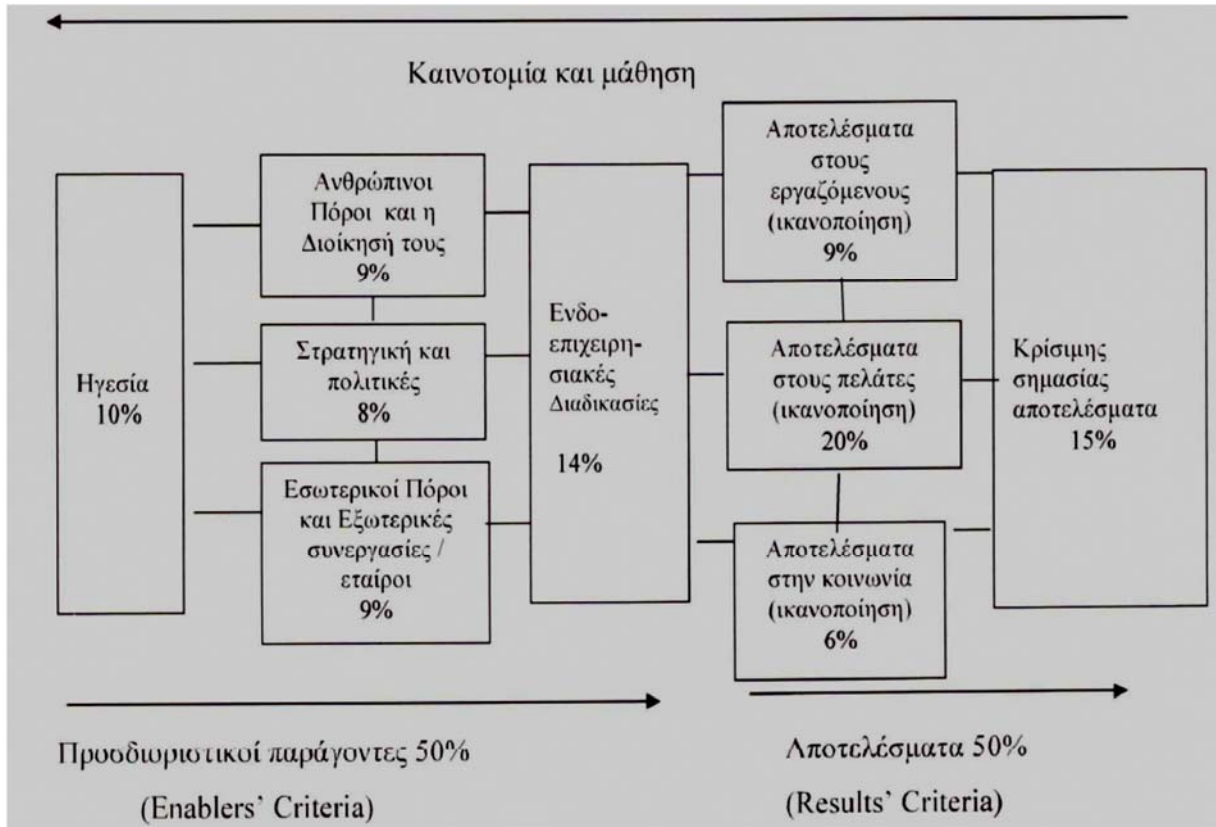 Καινοτομία και μάθηση
Ηγεσία
10%
Ανθρώπινοι
Πόροι και η
Διοίκησή τους
9%
Στρατηγική και
πολιτικές
8%
Εσωτερικοί Πόροι
και Εξωτερικές
συνεργασίες /
εταίροι
9%
Ενδο-
επιχειρη-
σιακές
Διαδικασίες
14%
Αποτελέσματα
στους
εργαζόμενους
(ικανοποίηση)
9%
Αποτελέσματα
στους πελάτες
(ικανοποίηση)
20%
Αποτελέσματα
στην κοινωνία
(ικανοποίηση)
6%
Κρίσιμης
σημασίας
αποτελέσματα
15%
Προσδιοριστικοί παράγοντες 50%
(Enablers’ Criteria)
Αποτελέσματα 50%
(Results’ Criteria)